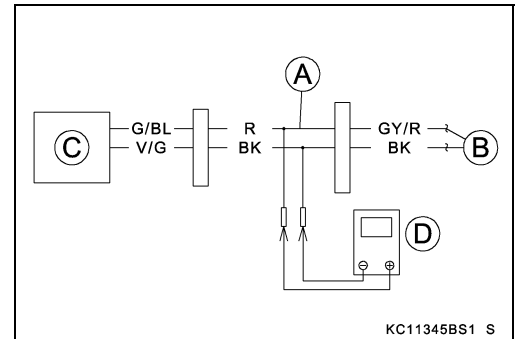 A
G/BL R GY/R
C B
V/G BK BK
D
KC11345BS1 S